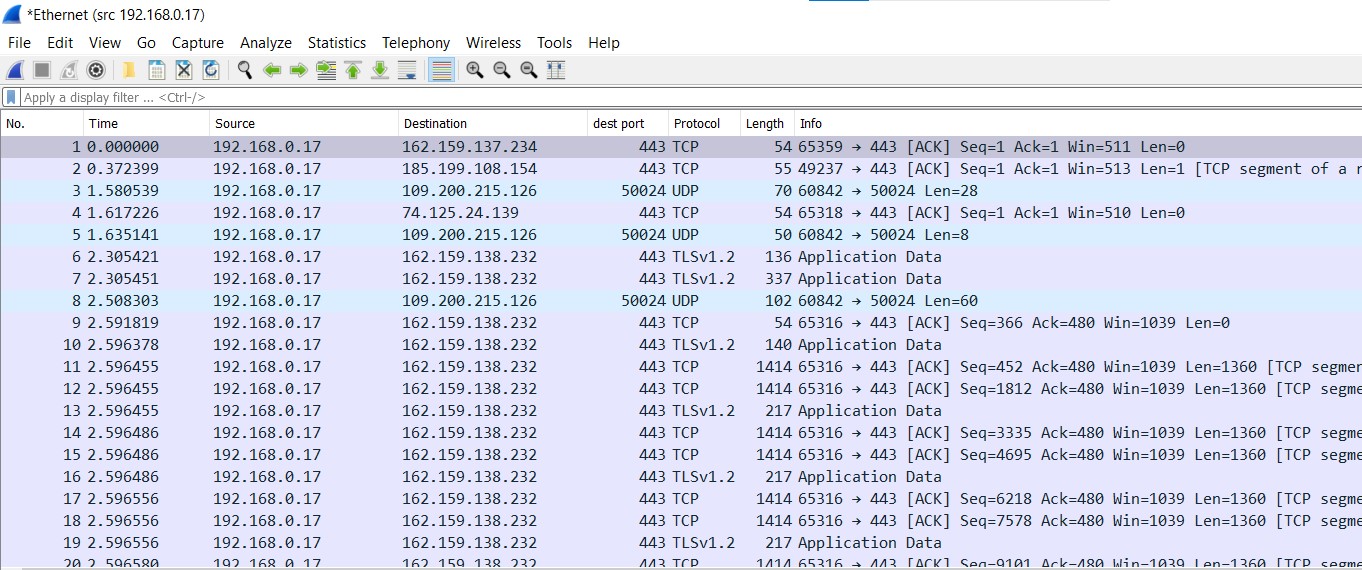 *Ethernet (src 192.168.0.17)
File Edit View Go Capture Analyze Statistics Telephony Wireless Tools Help
Apply a display filter ... <Ctrl-/>
No. Time Source Destination dest port Protocol Length Info
1 0.000000 192.168.0.17 162.159.137.234 443 TCP 54 65359 → 443 [ACK] Seq=1 Ack=1 Win=511 Len=0
2 0.372399 192.168.0.17 185.199.108.154 443 TCP 55 49237 → 443 [ACK] Seq=1 Ack=1 Win=513 Len=1 [TCP segment of a r
3 1.580539 192.168.0.17 109.200.215.126 50024 UDP 70 60842 → 50024 Len=28
4 1.617226 192.168.0.17 74.125.24.139 443 TCP 54 65318 → 443 [ACK] Seq=1 Ack=1 Win=510 Len=0
5 1.635141 192.168.0.17 109.200.215.126 50024 UDP 50 60842 → 50024 Len=8
6 2.305421 192.168.0.17 162.159.138.232 443 TLSv1.2 136 Application Data
7 2.305451 192.168.0.17 162.159.138.232 443 TLSv1.2 337 Application Data
8 2.508303 192.168.0.17 109.200.215.126 50024 UDP 102 60842 → 50024 Len=60
9 2.591819 192.168.0.17 162.159.138.232 443 TCP 54 65316 → 443 [ACK] Seq=366 Ack=480 Win=1039 Len=0
10 2.596378 192.168.0.17 162.159.138.232 443 TLSv1.2 140 Application Data
11 2.596455 192.168.0.17 162.159.138.232 443 TCP 1414 65316 → 443 [ACK] Seq=452 Ack=480 Win=1039 Len=1360 [TCP segmen
12 2.596455 192.168.0.17 162.159.138.232 443 TCP 1414 65316 → 443 [ACK] Seq=1812 Ack=480 Win=1039 Len=1360 [TCP segme
13 2.596455 192.168.0.17 162.159.138.232 443 TLSv1.2 217 Application Data
14 2.596486 192.168.0.17 162.159.138.232 443 TCP 1414 65316 → 443 [ACK] Seq=3335 Ack=480 Win=1039 Len=1360 [TCP segme
15 2.596486 192.168.0.17 162.159.138.232 443 TCP 1414 65316 → 443 [ACK] Seq=4695 Ack=480 Win=1039 Len=1360 [TCP segme
16 2.596486 192.168.0.17 162.159.138.232 443 TLSv1.2 217 Application Data
17 2.596556 192.168.0.17 162.159.138.232 443 TCP 1414 65316 → 443 [ACK] Seq=6218 Ack=480 Win=1039 Len=1360 [TCP segme
18 2.596556 192.168.0.17 162.159.138.232 443 TCP 1414 65316 → 443 [ACK] Seq=7578 Ack=480 Win=1039 Len=1360 [TCP segme
19 2.596556 192.168.0.17 162.159.138.232 443 TLSv1.2 217 Application Data
20 2.596580 192.168.0.17 162.159.138.232 443 TCP 1414 65316 → 443 [ACK] Seq=9101 Ack=480 Win=1039 Len=1360 [TCP segme